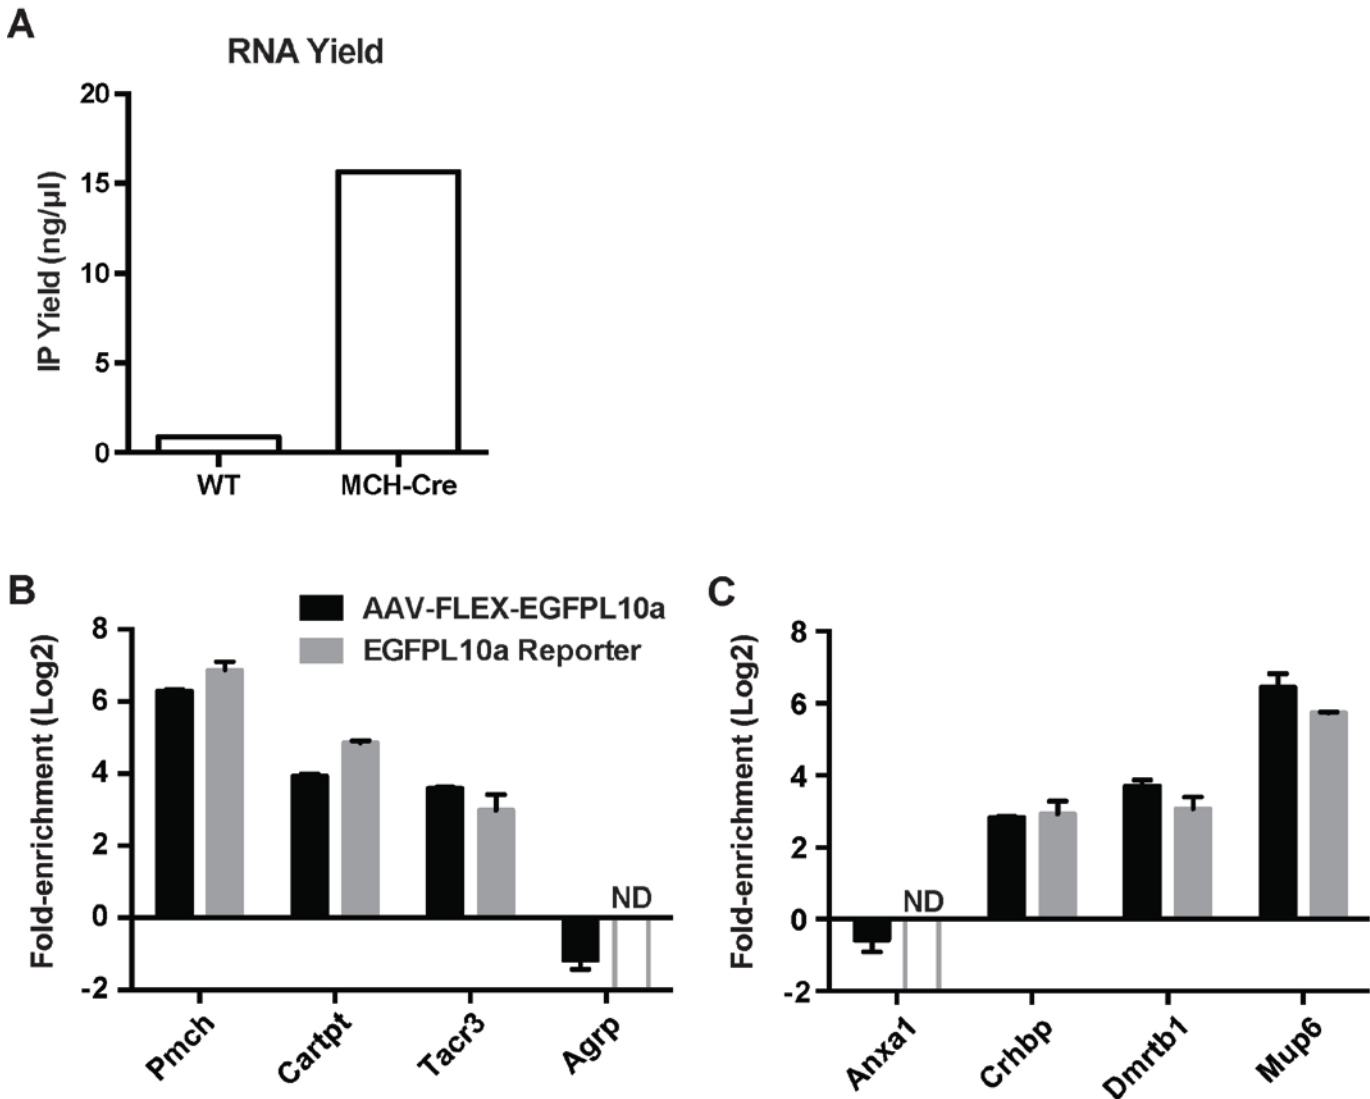 A
RNA Yield
IP Yield (ng/µl)
20
15
10
5
0
WT
MCH-Cre
B
AAV-FLEX-EGFPL10a
EGFPL10a Reporter
Fold-enrichment (Log2)
8
6
4
2
0
-2
ND
Pmch
Cartpt
Tacr3
Agrp
C
Fold-enrichment (Log2)
8
6
4
2
0
-2
ND
Anxa1
Crhbp
Dmrtb1
Mup6